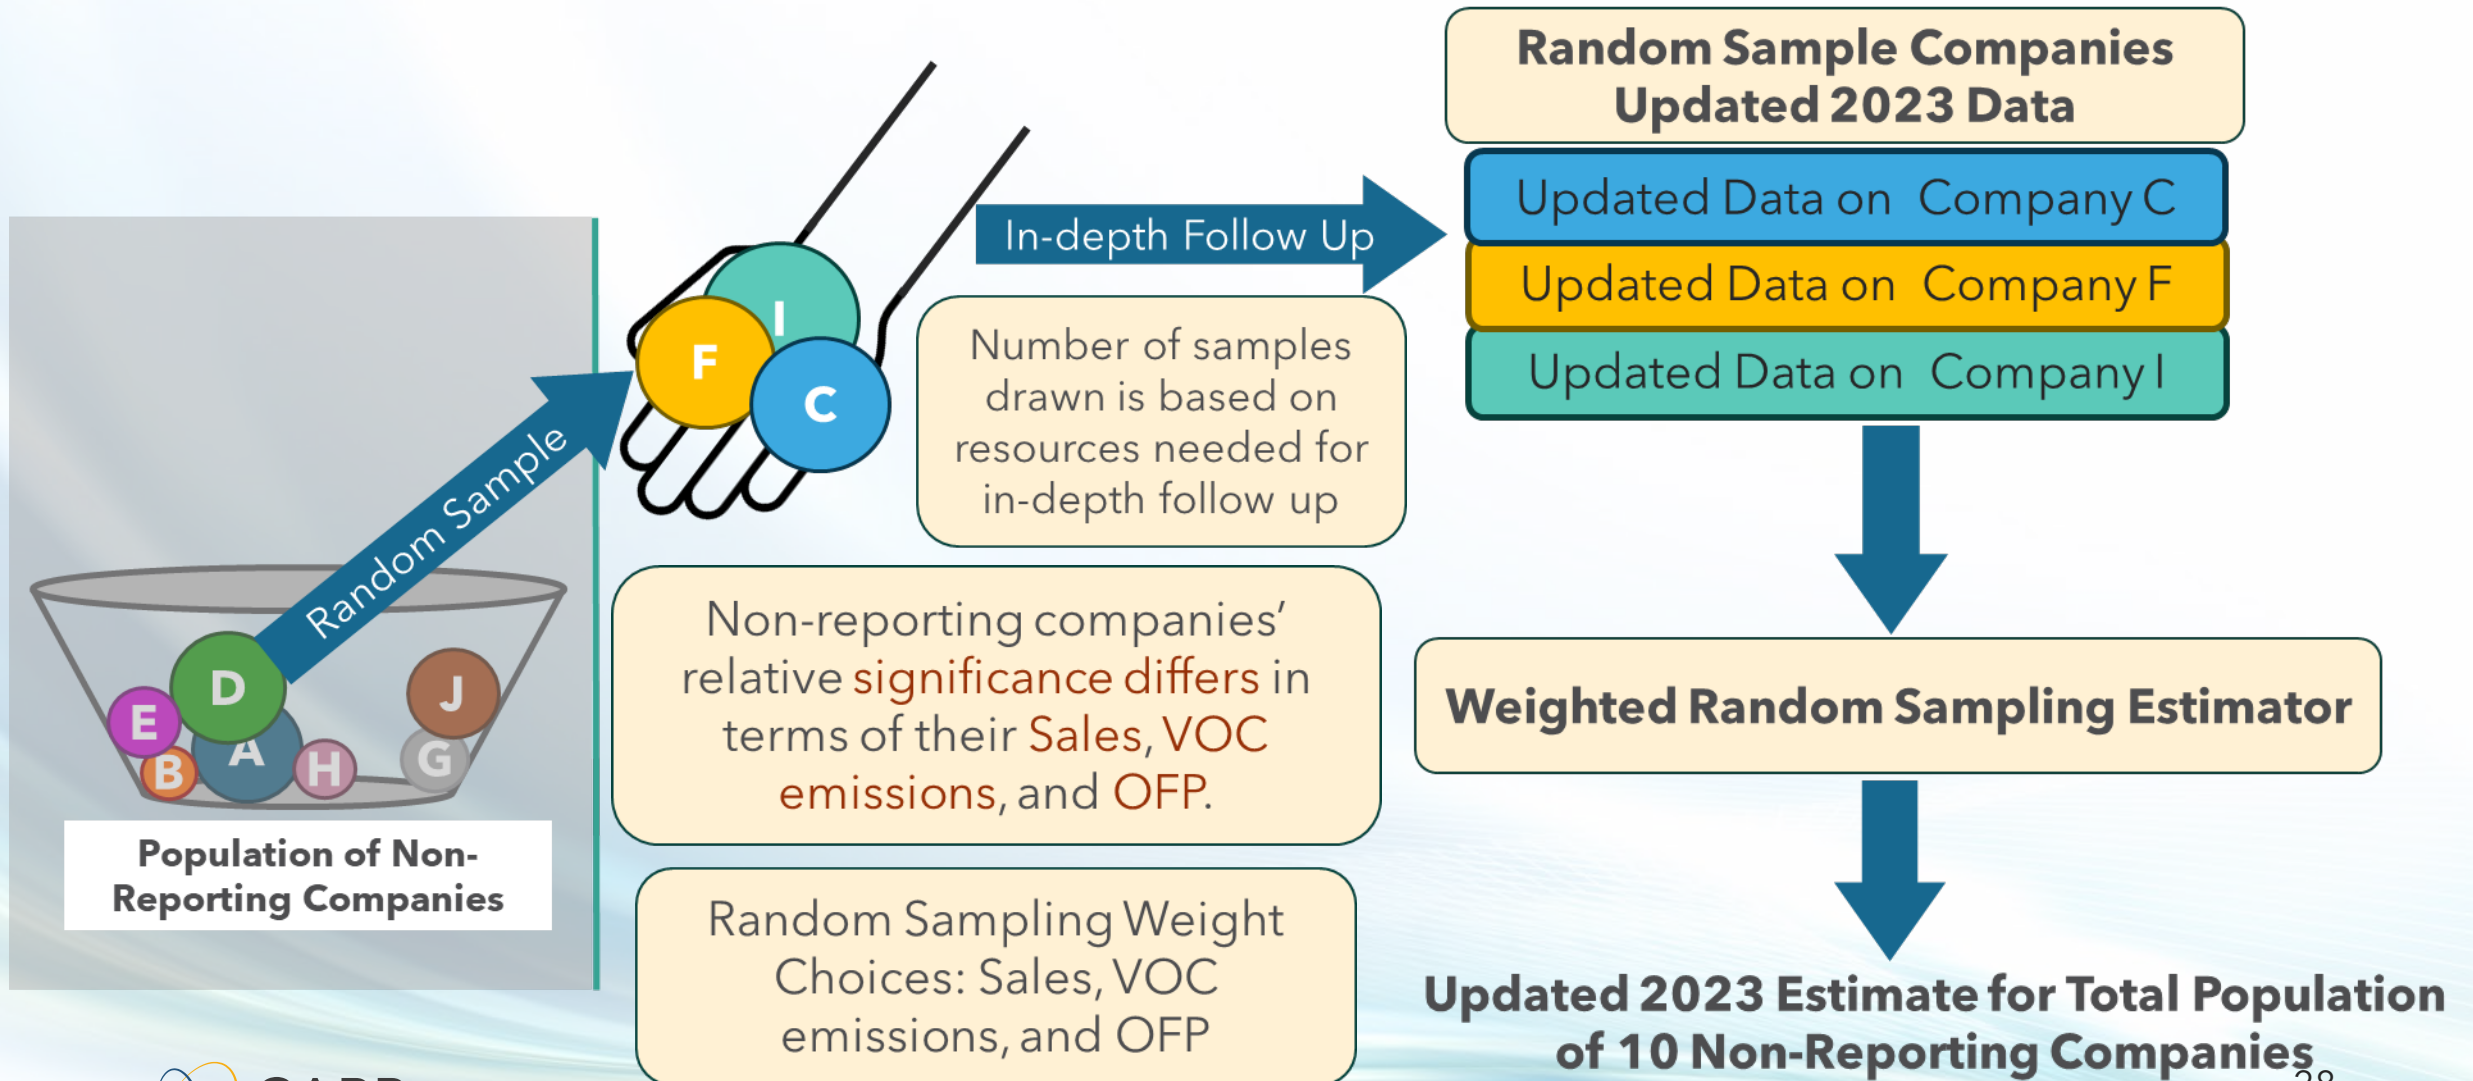 Random Sample Companies
Updated 2023 Data
Updated Data on Company C
Updated Data on Company F
Updated Data on Company I
In-depth Follow Up
I
F
C
Number of samples
drawn is based on
resources needed for
in-depth follow up
Random Sample
D
E
A
B
H
J
G
Population of Non-
Reporting Companies
Non-reporting companies’
relative significance differs in
terms of their Sales, VOC
emissions, and OFP.
Random Sampling Weight
Choices: Sales, VOC
emissions, and OFP
Weighted Random Sampling Estimator
Updated 2023 Estimate for Total Population
of 10 Non-Reporting Companies